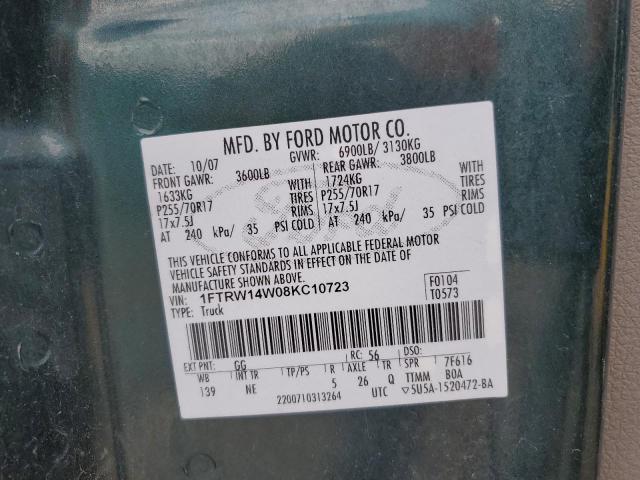 MFD. BY FORD MOTOR CO.
DATE: 10/07 GVWR: 6900LB/ 3130KG
FRONT GAWR: 3600LB REAR GAWR: 3800LB
1633KG WITH 1724KG WITH
P255/70R17 TIRES P255/70R17 TIRES
17x7.5J RIMS 17x7.5J RIMS
AT 240 kPa/ 35 PSI COLD AT 240 kPa/ 35 PSI COLD
Ford
THIS VEHICLE CONFORMS TO ALL APPLICABLE FEDERAL MOTOR
VEHICLE SAFETY STANDARDS IN EFFECT ON THE DATE OF
MANUFACTURE SHOWN ABOVE.
VIN: 1FTRW14W08KC10723 F0104
TYPE: Truck T0573
EXT PNT: GG RC: 56 DSO:
WB INT TR TP/PS R AXLE TR SPR 7F616
139 NE 5 26 Q TTMM B0A
2200710313264 UTC ▽5U5A-1520472-BA